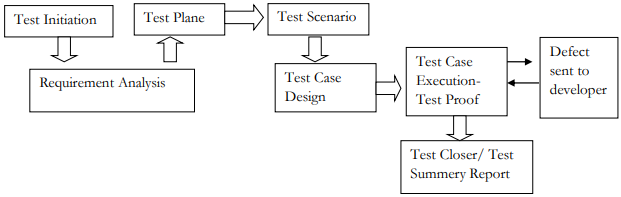 Test Initiation
Requirement Analysis
Test Plane
Test Scenario
Test Case
Design
Test Case
Execution-
Test Proof
Defect
sent to
developer
Test Closer/ Test
Summery Report